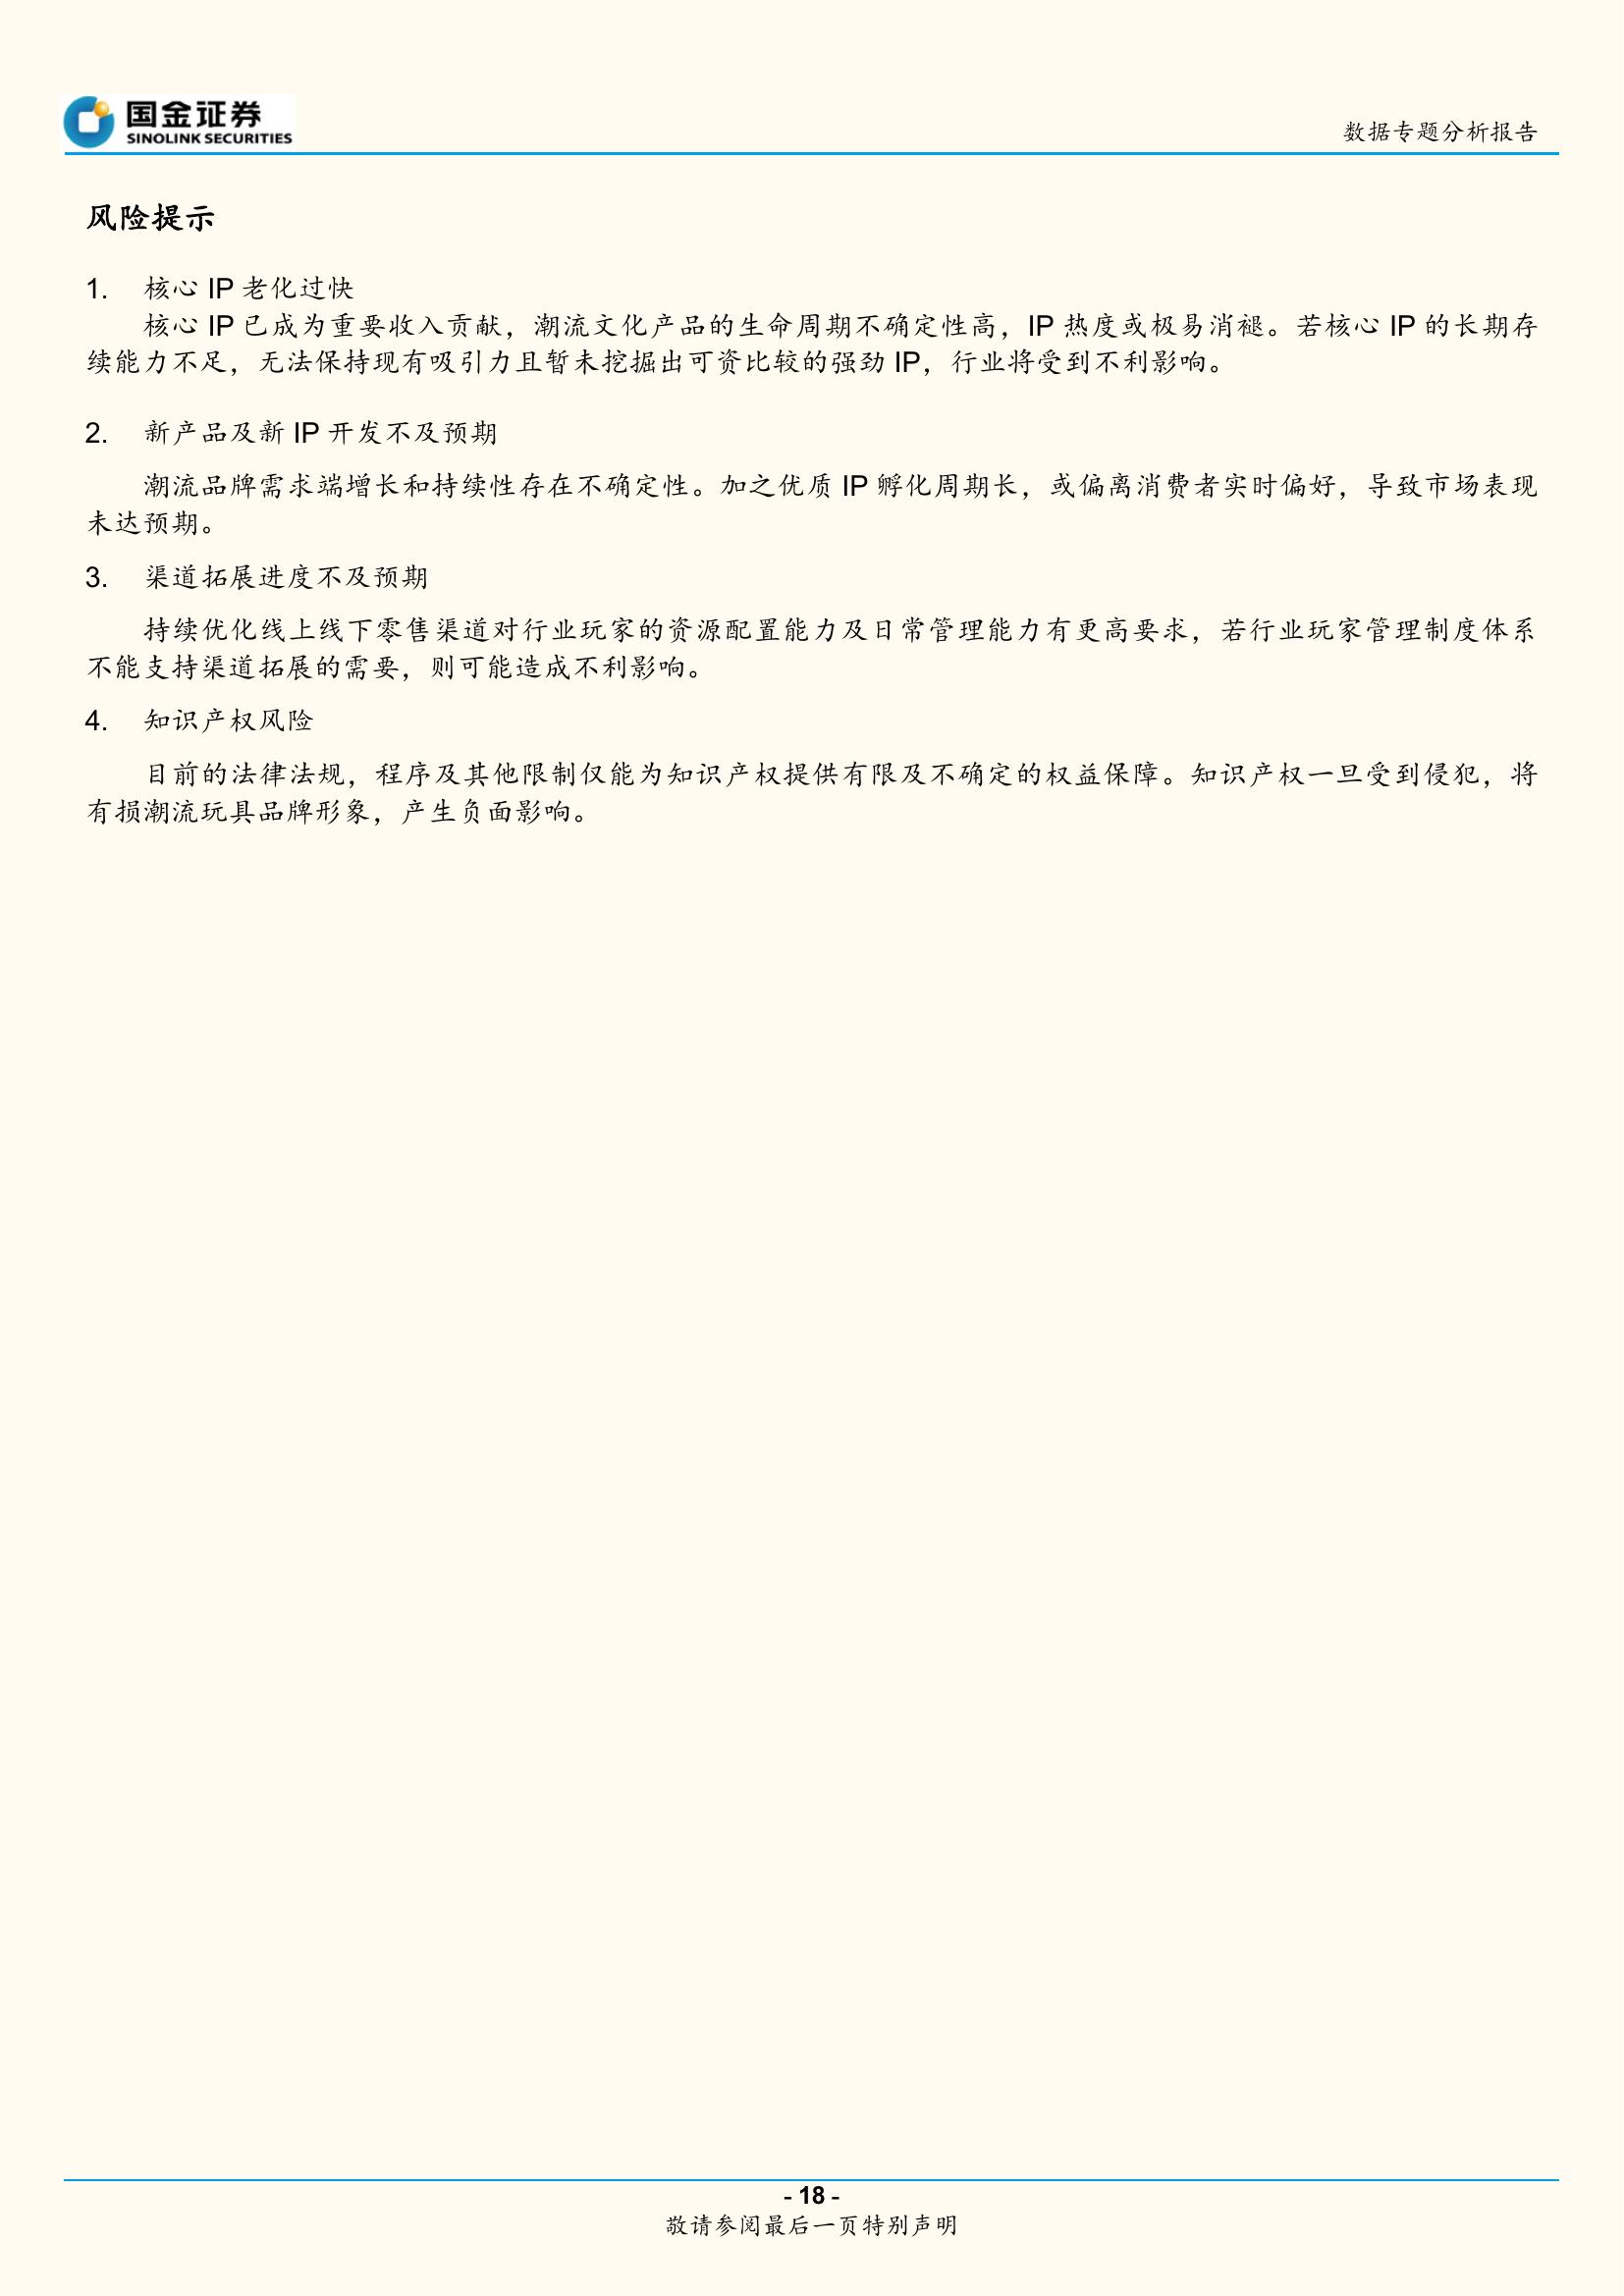 国金证券
SINOLINK SECURITIES
数据专题分析报告
风险提示
1. 核心 IP 老化过快
核心 IP 已成为重要收入贡献，潮流文化产品的生命周期不确定性高，IP 热度或极易消褪。若核心 IP 的长期存
续能力不足，无法保持现有吸引力且暂未挖掘出可资比较的强劲 IP，行业将受到不利影响。
2. 新产品及新 IP 开发不及预期
潮流品牌需求端增长和持续性存在不确定性。加之优质 IP 孵化周期长，或偏离消费者实时偏好，导致市场表现
未达预期。
3. 渠道拓展进度不及预期
持续优化线上线下零售渠道对行业玩家的资源配置能力及日常管理能力有更高要求，若行业玩家管理制度体系
不能支持渠道拓展的需要，则可能造成不利影响。
4. 知识产权风险
目前的法律法规，程序及其他限制仅能为知识产权提供有限及不确定的权益保障。知识产权一旦受到侵犯，将
有损潮流玩具品牌形象，产生负面影响。
- 18 -
敬请参阅最后一页特别声明